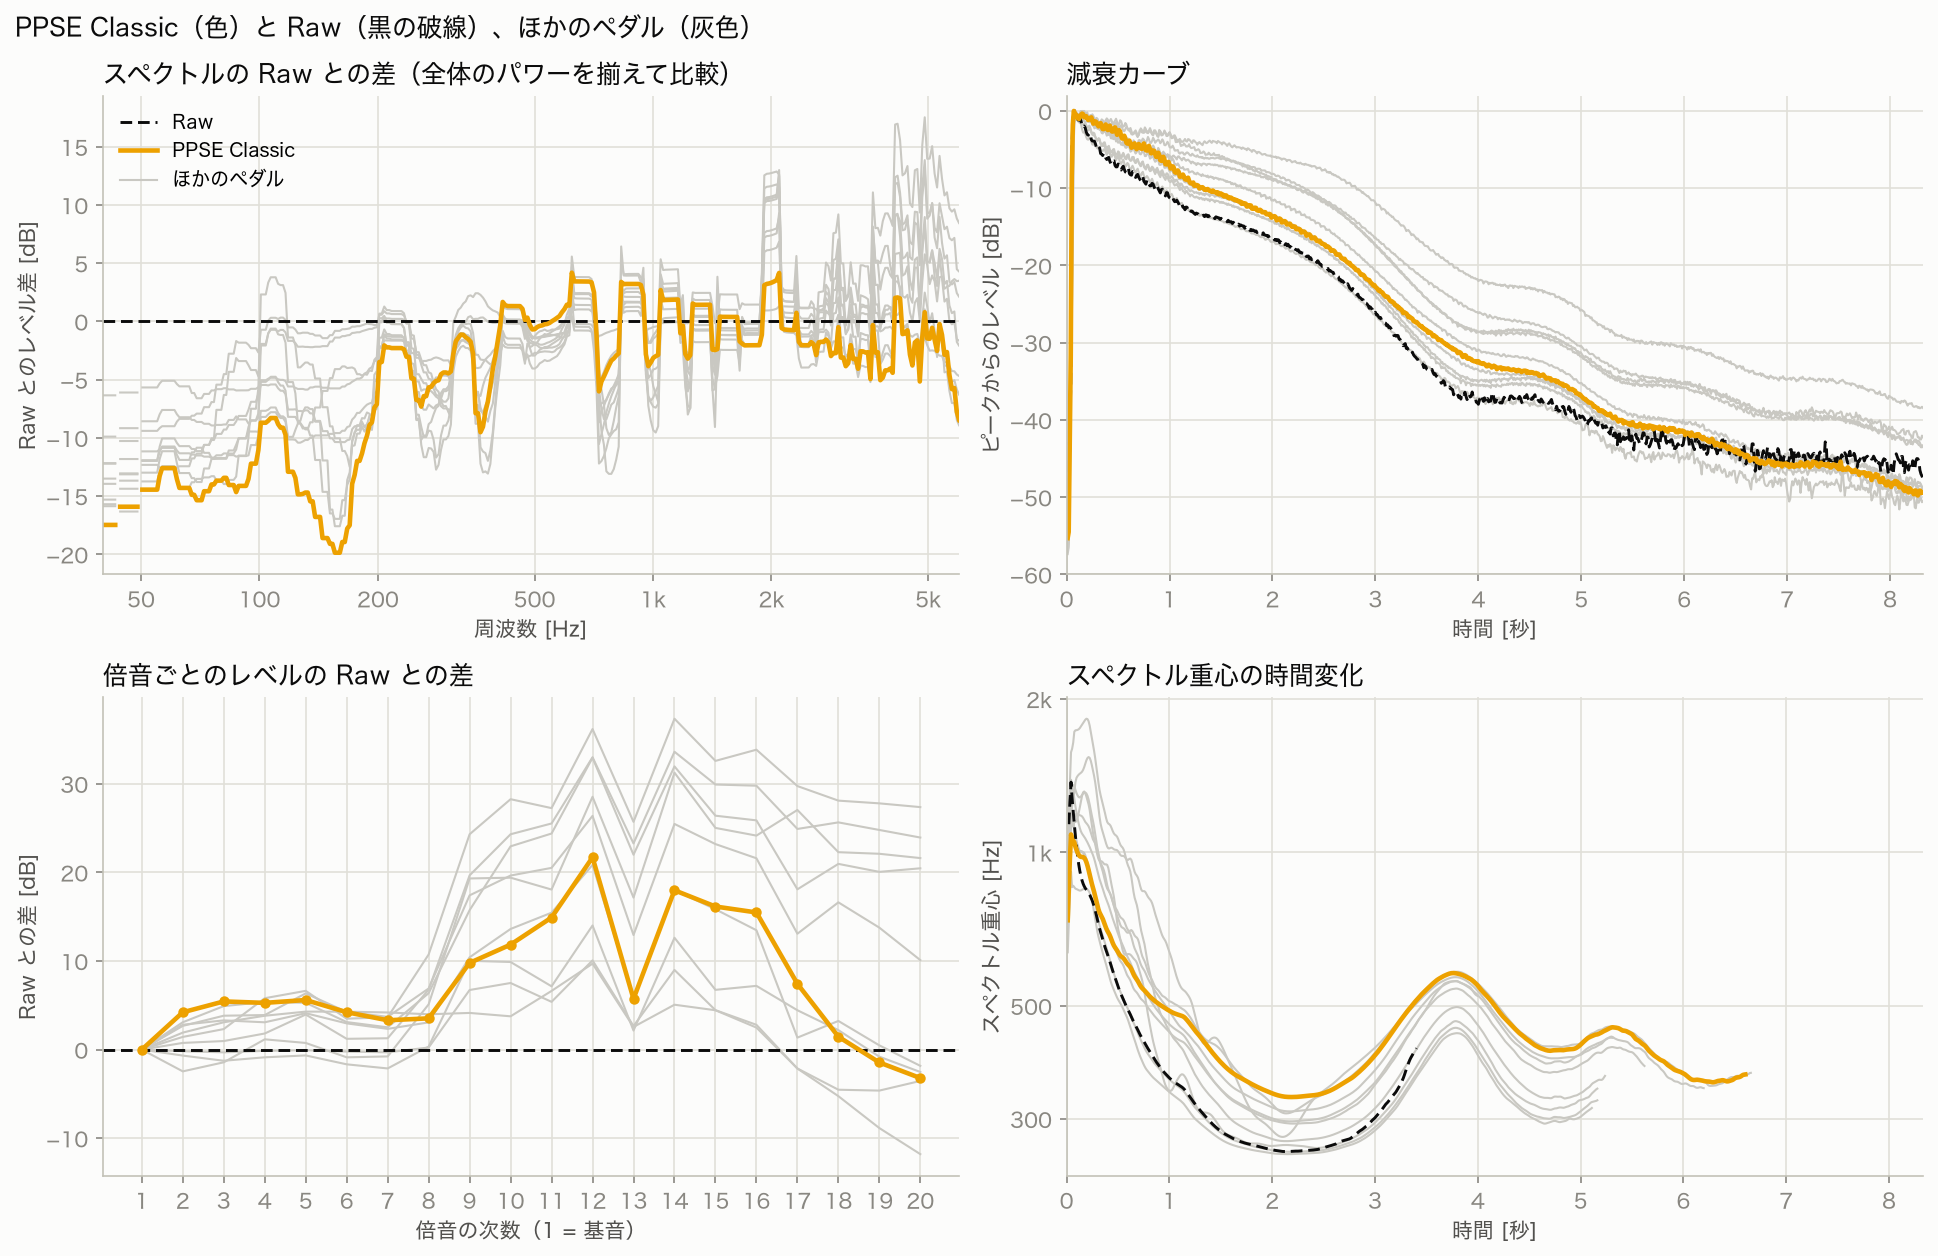 PPSE Classic（色）と Raw（黒の破線）、ほかのペダル（灰色）
スペクトルの Raw との差（全体のパワーを揃えて比較）
Raw
PPSE Classic
ほかのペダル
Raw とのレベル差 [dB]
15
10
5
0
−5
−10
−15
−20
50 100 200 500 1k 2k 5k
周波数 [Hz]
減衰カーブ
ピークからのレベル [dB]
0
−10
−20
−30
−40
−50
−60
0 1 2 3 4 5 6 7 8
時間 [秒]
倍音ごとのレベルの Raw との差
Raw との差 [dB]
30
20
10
0
−10
1 2 3 4 5 6 7 8 9 10 11 12 13 14 15 16 17 18 19 20
倍音の次数（1 = 基音）
スペクトル重心の時間変化
スペクトル重心 [Hz]
2k
1k
500
300
0 1 2 3 4 5 6 7 8
時間 [秒]